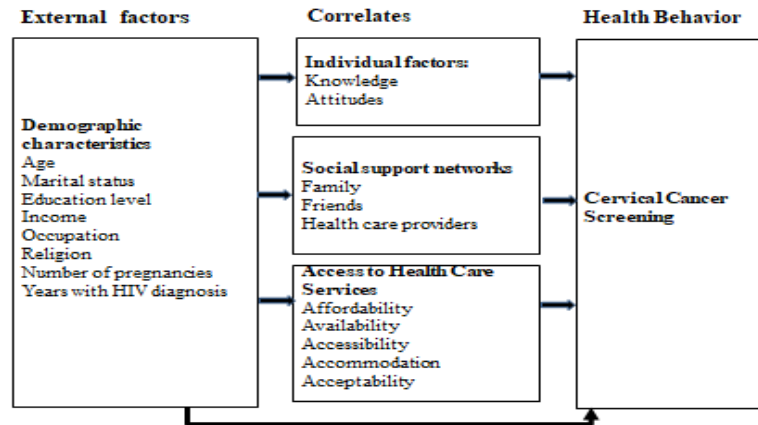 External factors
Correlates
Health Behavior
Demographic
characteristics
Age
Marital status
Education level
Income
Occupation
Religion
Number of pregnancies
Years with HIV diagnosis
Individual factors:
Knowledge
Attitudes
Social support networks
Family
Friends
Health care providers
Access to Health Care
Services
Affordability
Availability
Accessibility
Accommodation
Acceptability
Cervical Cancer
Screening